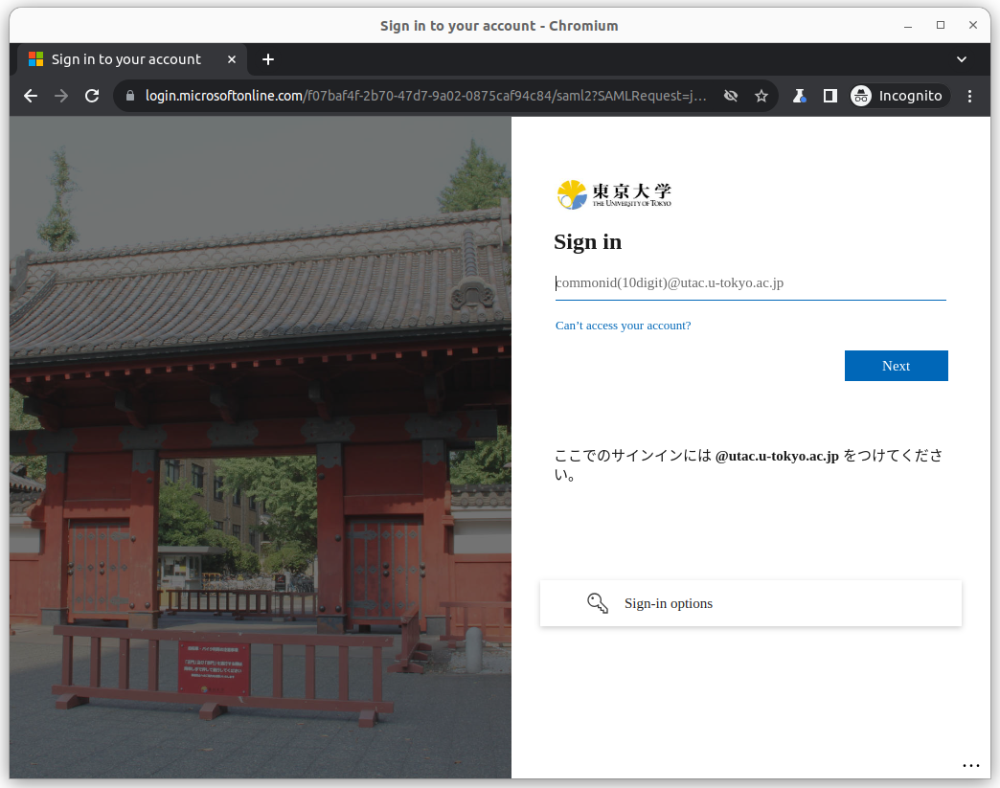 Sign in to your account - Chromium
Sign in to your account
login.microsoftonline.com/f07baf4f-2b70-47d7-9a02-0875caf94c84/saml2?SAMLRequest=j…
Incognito
東京大学
THE UNIVERSITY OF TOKYO
Sign in
commonid(10digit)@utac.u-tokyo.ac.jp
Can’t access your account?
Next
ここでのサインインには @utac.u-tokyo.ac.jp をつけてくださ
い。
Sign-in options